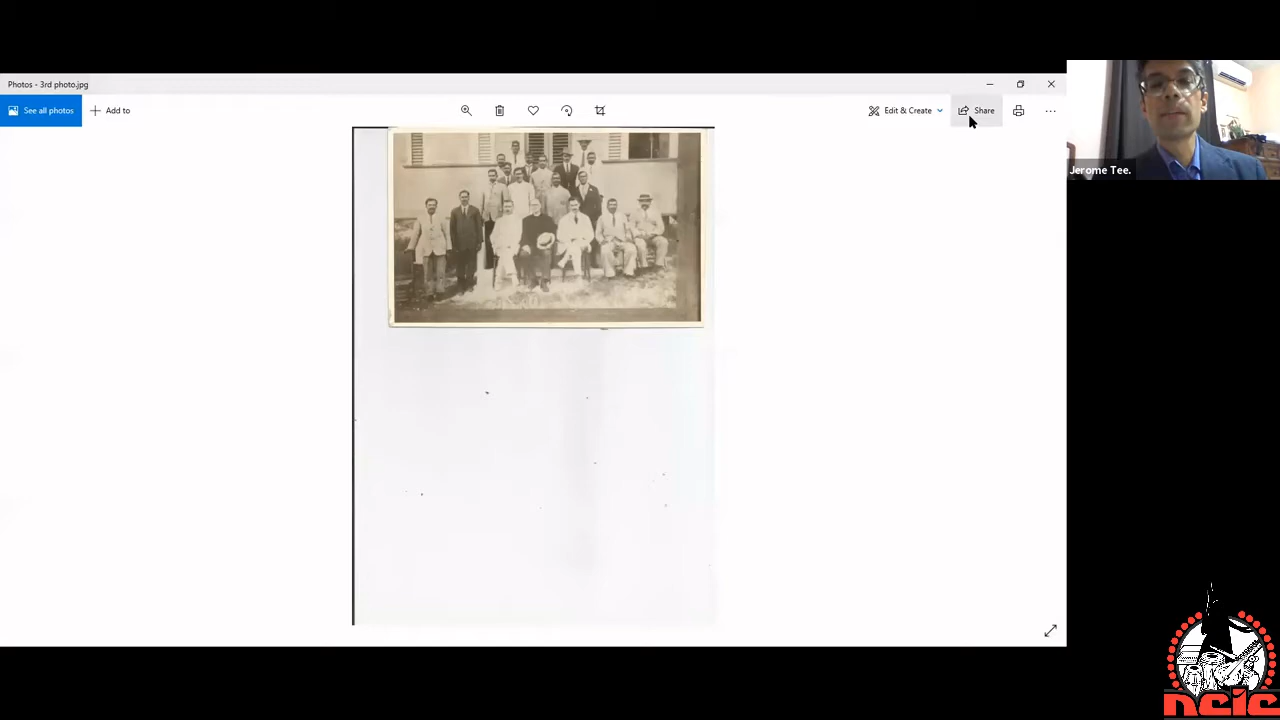 Photos - 3rd photo.jpg
See all photos
Add to
Edit & Create
Share
Jerome Tee.
ncic